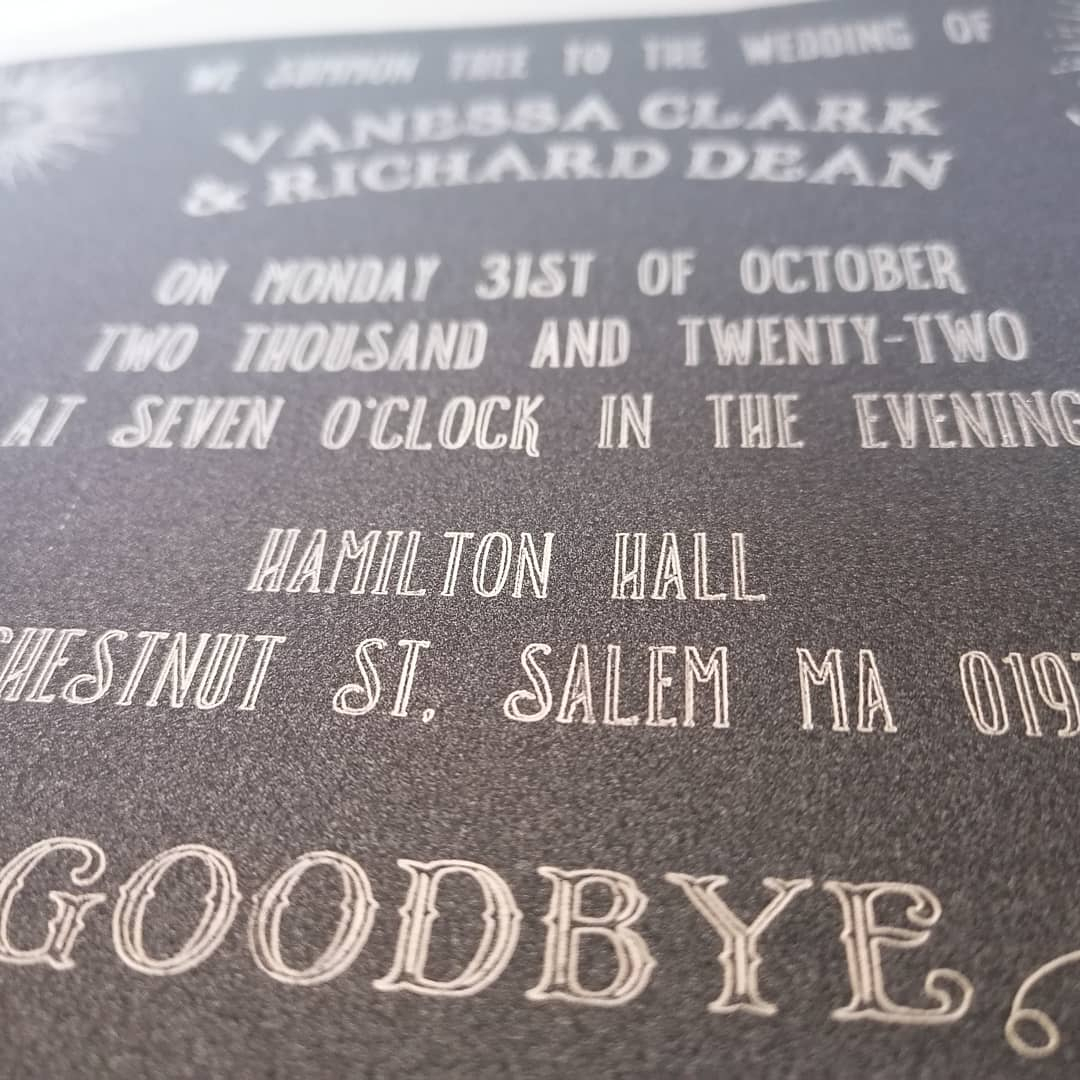 WE SUMMON THEE TO THE WEDDING OF
VANESSA CLARK
& RICHARD DEAN
ON MONDAY 31ST OF OCTOBER
TWO THOUSAND AND TWENTY-TWO
AT SEVEN O'CLOCK IN THE EVENING
HAMILTON HALL
CHESTNUT ST, SALEM MA 0197
GOODBYE